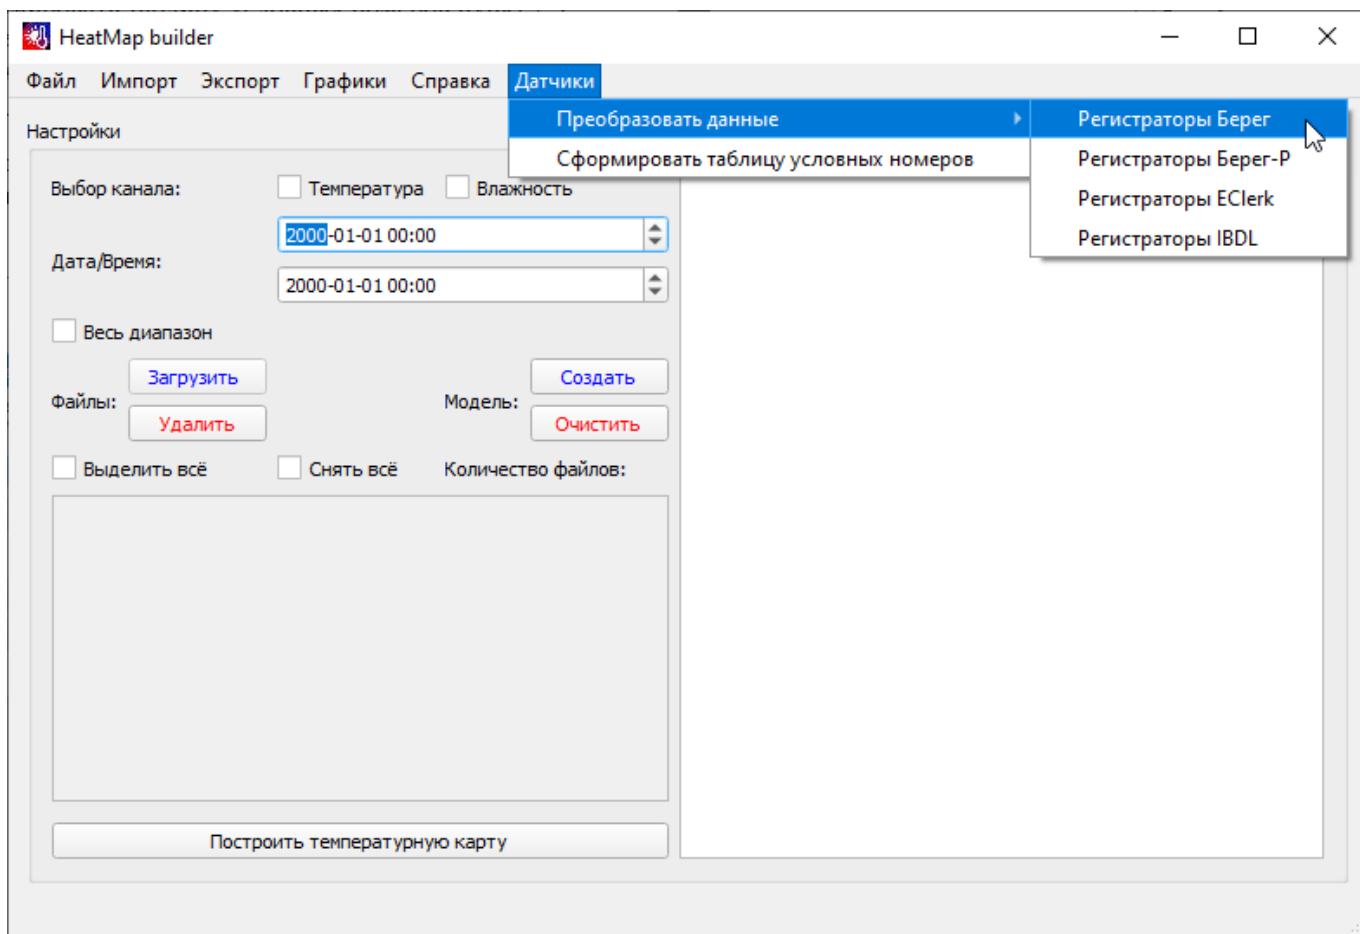 HeatMap builder
Файл Импорт Экспорт Графики Справка Датчики
Преобразовать данные
Сформировать таблицу условных номеров
Регистраторы Берег
Регистраторы Берег-Р
Регистраторы EClerk
Регистраторы IBDL
Настройки
Выбор канала: Температура Влажность
Дата/Время:
2000-01-01 00:00
2000-01-01 00:00
Весь диапазон
Файлы:
Загрузить
Удалить
Модель:
Создать
Очистить
Выделить всё Снять всё Количество файлов:
Построить температурную карту